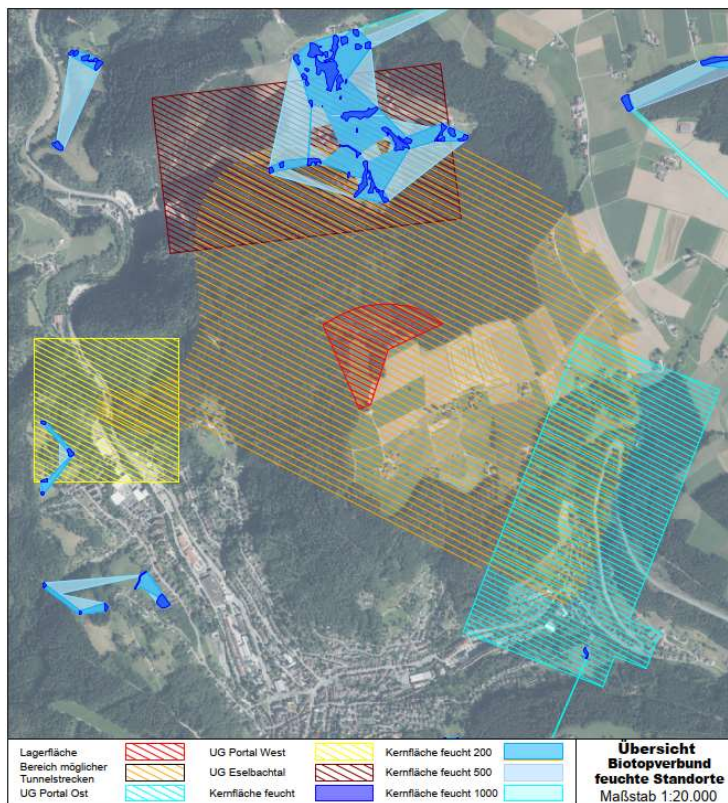 Lagerfläche
Bereich möglicher
Tunnelstrecken
UG Portal Ost
UG Portal West
UG Eselbachtal
Kernfläche feucht
Kernfläche feucht 200
Kernfläche feucht 500
Kernfläche feucht 1000
Übersicht
Biotopverbund
feuchte Standorte
Maßstab 1:20.000